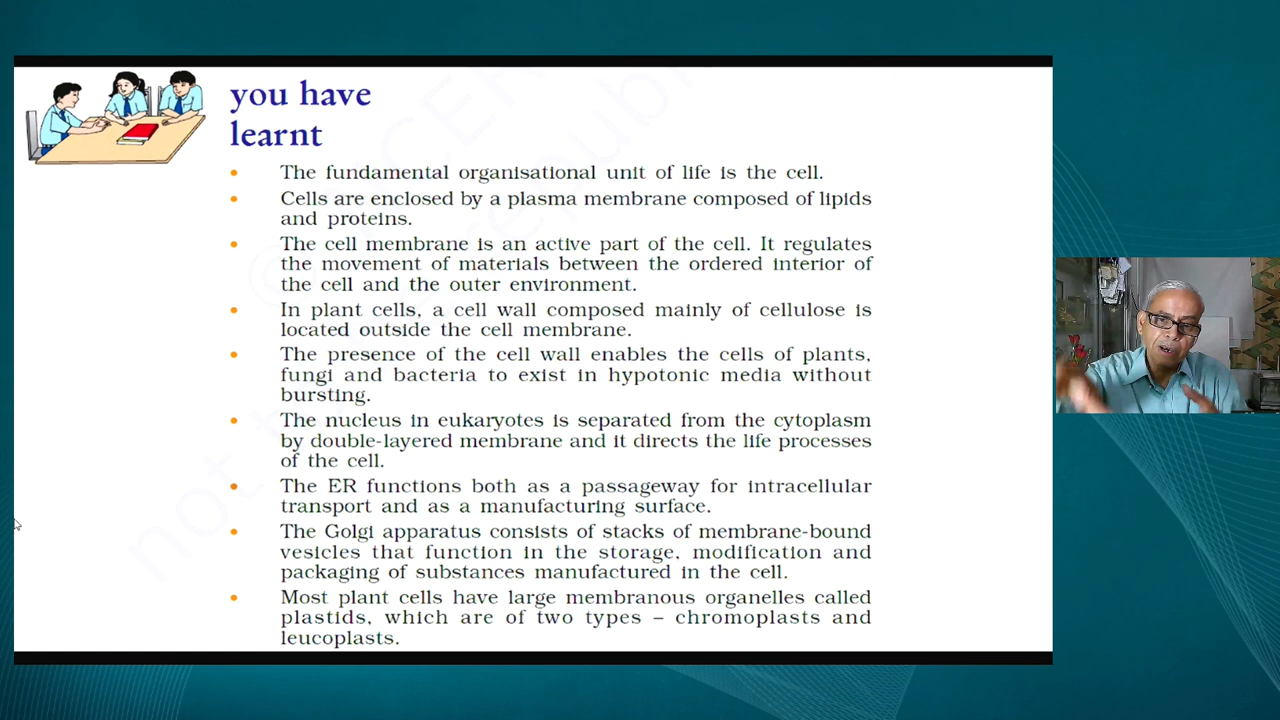 you have
learnt
• The fundamental organisational unit of life is the cell.
• Cells are enclosed by a plasma membrane composed of lipids
and proteins.
• The cell membrane is an active part of the cell. It regulates
the movement of materials between the ordered interior of
the cell and the outer environment.
• In plant cells, a cell wall composed mainly of cellulose is
located outside the cell membrane.
• The presence of the cell wall enables the cells of plants,
fungi and bacteria to exist in hypotonic media without
bursting.
• The nucleus in eukaryotes is separated from the cytoplasm
by double-layered membrane and it directs the life processes
of the cell.
• The ER functions both as a passageway for intracellular
transport and as a manufacturing surface.
• The Golgi apparatus consists of stacks of membrane-bound
vesicles that function in the storage, modification and
packaging of substances manufactured in the cell.
• Most plant cells have large membranous organelles called
plastids, which are of two types – chromoplasts and
leucoplasts.